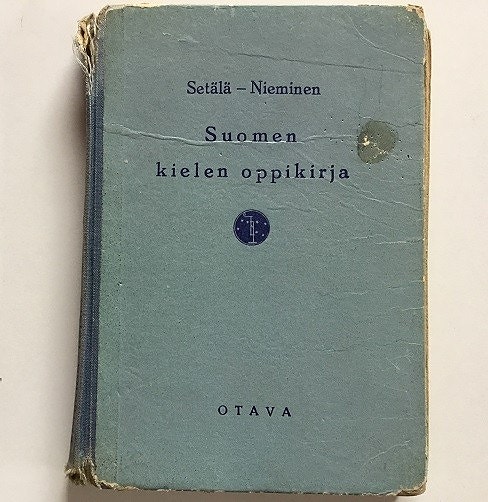 Setälä – Nieminen
Suomen
kielen oppikirja
OTAVA